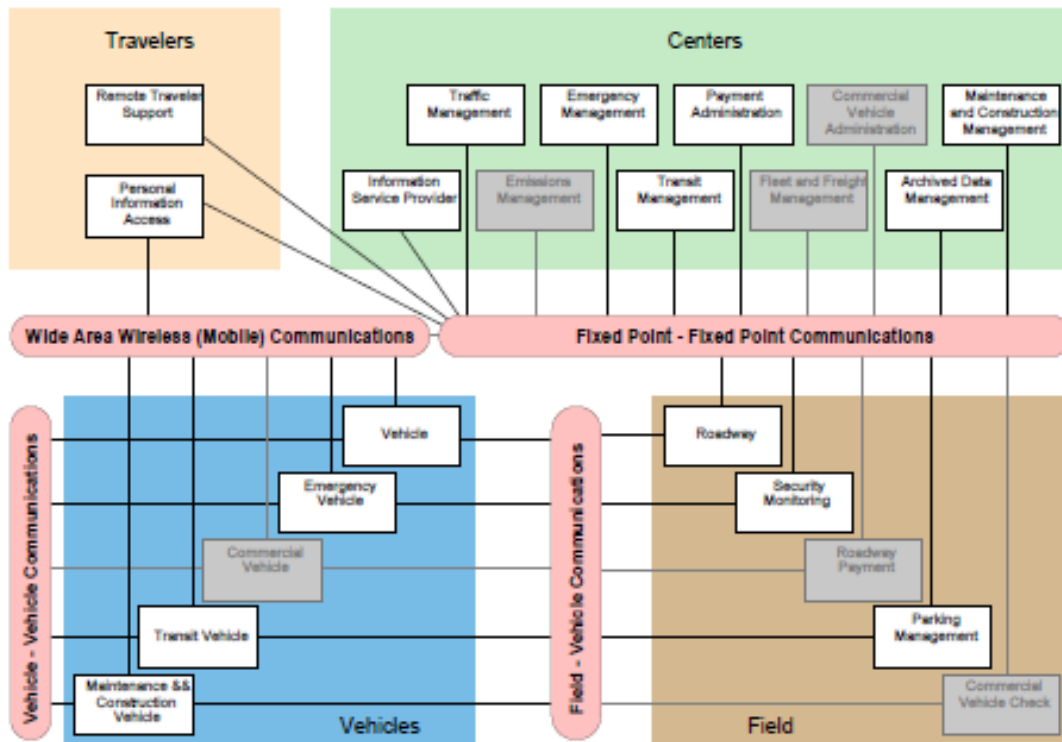 Travelers
Centers
Remote Traveler
Support
Traffic
Management
Emergency
Management
Payment
Administration
Commercial
Vehicle
Administration
Maintenance
and Construction
Management
Personal
Information
Access
Information
Service Provider
Emissions
Management
Transit
Management
Fleet and Freight
Management
Archived Data
Management
Wide Area Wireless (Mobile) Communications
Fixed Point - Fixed Point Communications
Vehicle - Vehicle Communications
Vehicle
Emergency
Vehicle
Commercial
Vehicle
Transit Vehicle
Maintenance &&
Construction
Vehicle
Vehicles
Field - Vehicle Communications
Roadway
Security
Monitoring
Roadway
Payment
Parking
Management
Commercial
Vehicle Check
Field